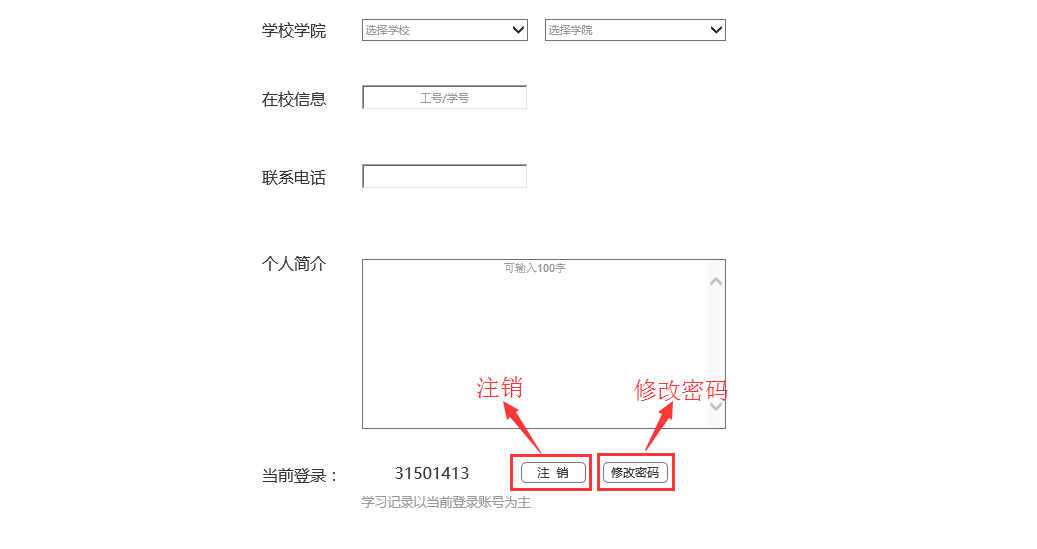 学校学院 选择学校 选择学院
在校信息 工号/学号
联系电话
个人简介 可输入100字
注销 修改密码
当前登录： 31501413 注 销 修改密码
学习记录以当前登录账号为主